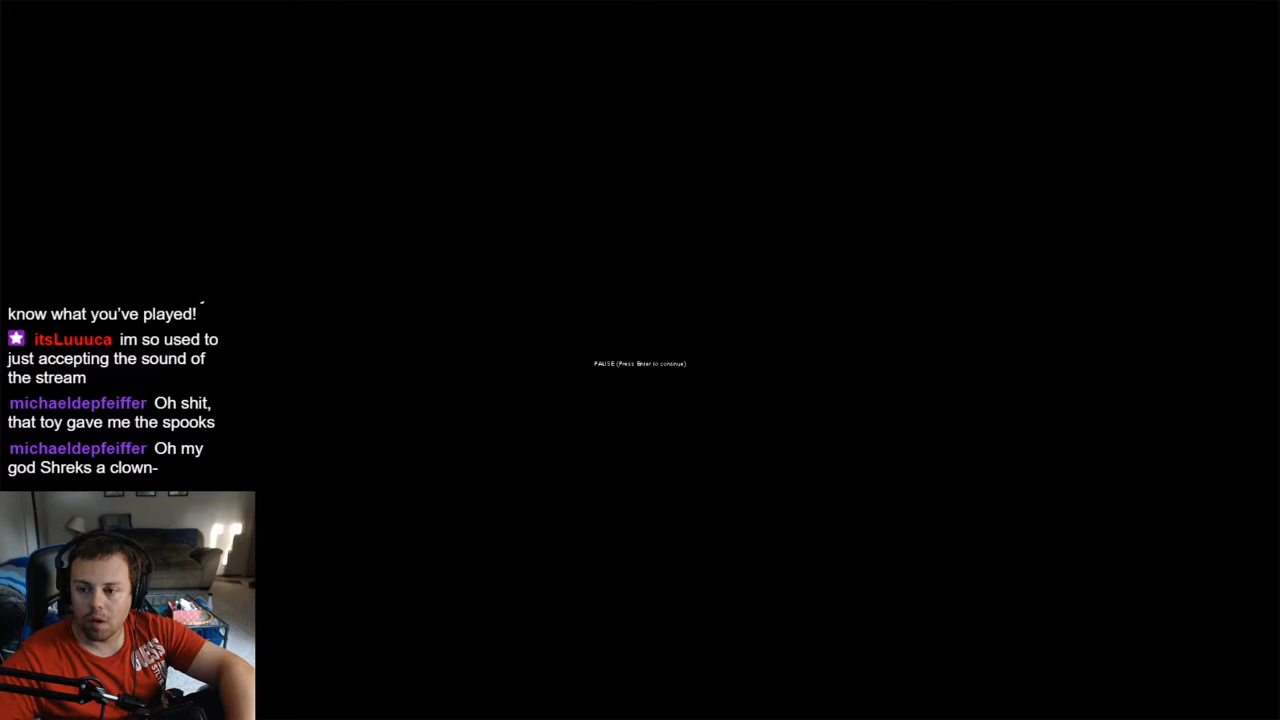 know what you’ve played!
itsLuuuca im so used to
just accepting the sound of
the stream
michaeldepfeiffer Oh shit,
that toy gave me the spooks
michaeldepfeiffer Oh my
god Shreks a clown-
PAUSE (Press Enter to continue)